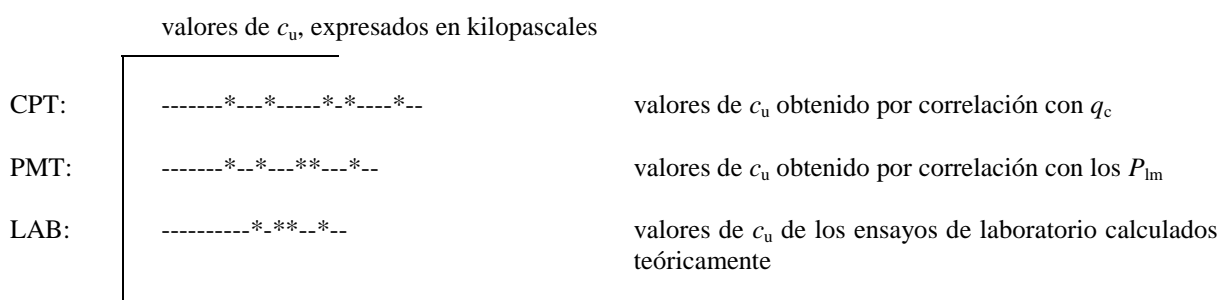 valores de cu, expresados en kilopascales
CPT: -------*---*-----*-*----*-- valores de cu obtenido por correlación con qc
PMT: -------*--*---**---*-- valores de cu obtenido por correlación con los Plm
LAB: ----------*-**--*-- valores de cu de los ensayos de laboratorio calculados
teóricamente